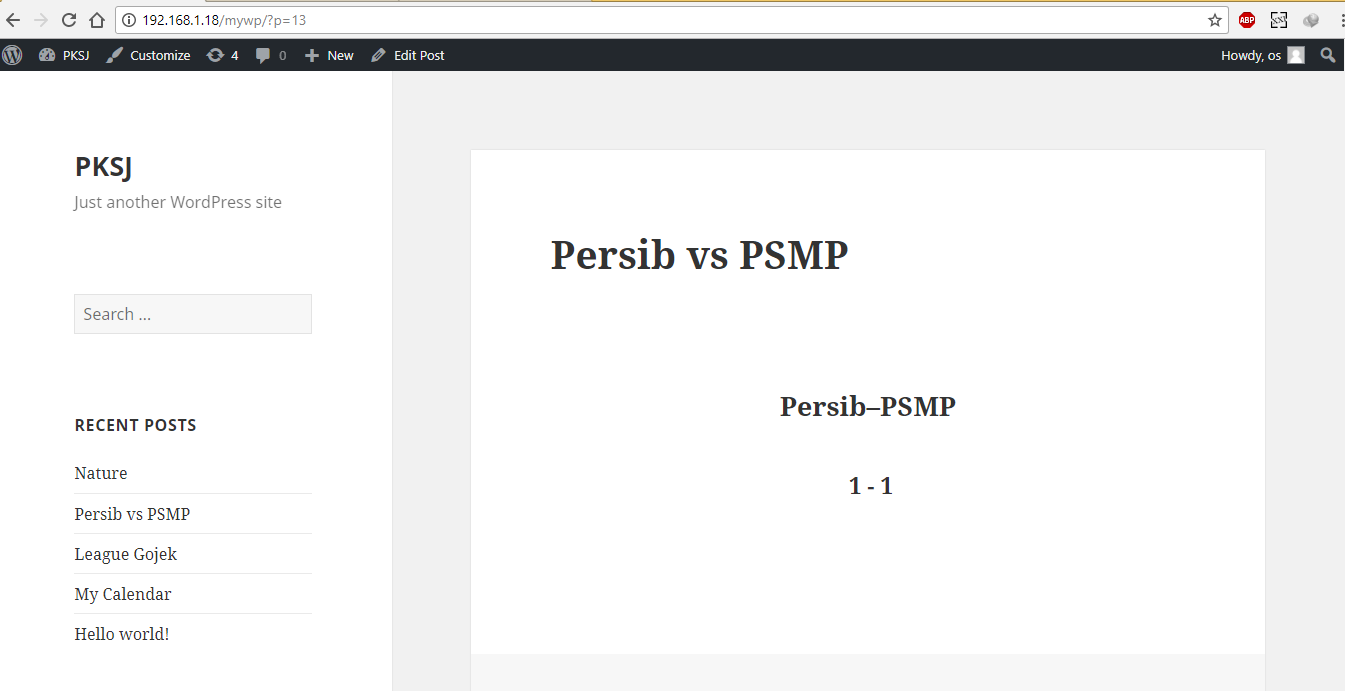 192.168.1.18/mywp/?p=13
ABP
PKSJ Customize 4 0 New Edit Post Howdy, os
PKSJ
Just another WordPress site
Search ...
RECENT POSTS
Nature
Persib vs PSMP
League Gojek
My Calendar
Hello world!
Persib vs PSMP
Persib–PSMP
1 - 1